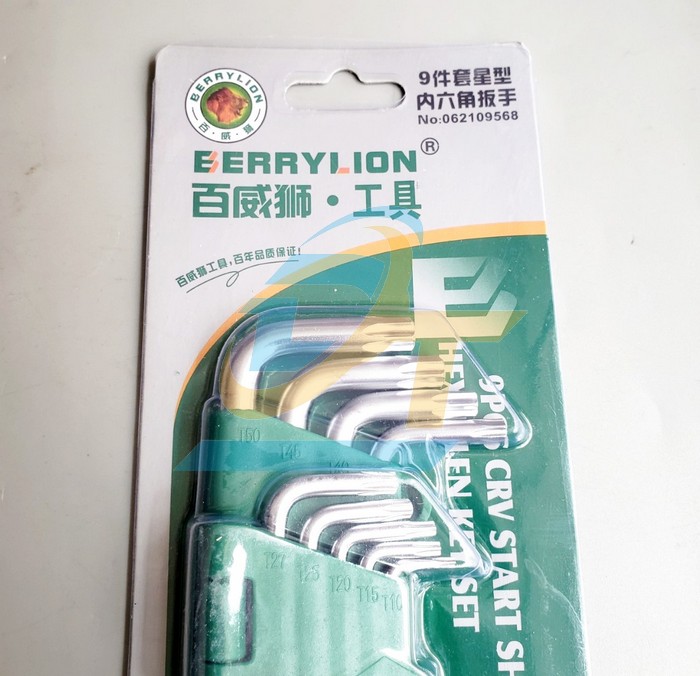 BERRYLION
百·威·狮
9件套星型
内六角扳手
No:062109568
BERRYLION®
百威狮·工具
百威狮工具,百年品质保证!
9PCS CRV START SH
HEX ALLEN KEY SET
T50
T45
T40
T27
T25
T20
T15
T10